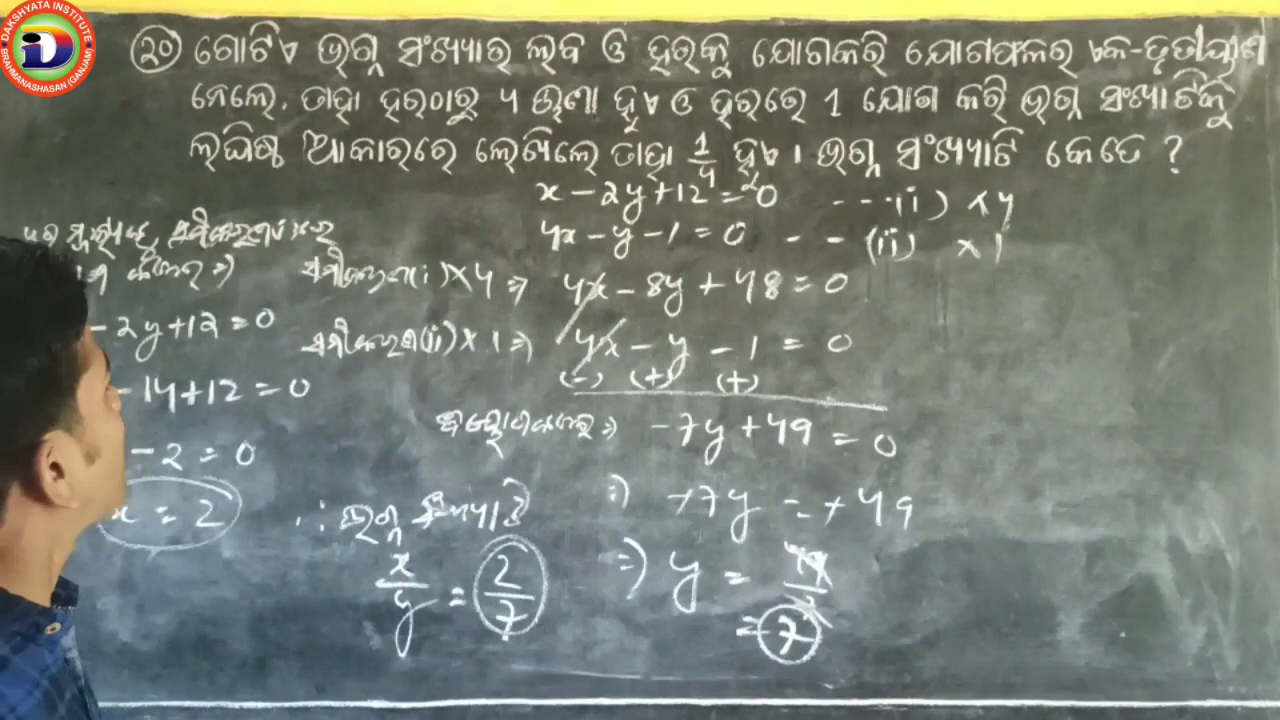 DAKSHYATA INSTITUTE
BRAHMANASHASAN (GANJAM)
୨୦ ଗୋଟିଏ ଭଗ୍ନ ସଂଖ୍ୟାର ଲବ ଓ ହରକୁ ଯୋଗକରି ଯୋଗଫଳର ଏକ-ତୃତୀୟାଂଶ
ନେଲେ, ତାହା ହରଠାରୁ 4 ଊଣା ହୁଏ ଓ ହରରେ 1 ଯୋଗ କରି ଭଗ୍ନ ସଂଖ୍ୟାଟିକୁ
ଲଘିଷ୍ଠ ଆକାରରେ ଲେଖିଲେ ତାହା 1/4 ହୁଏ । ଭଗ୍ନ ସଂଖ୍ୟାଟି କେତେ ?
x - 2y + 12 = 0 --- (i) × 4
4x - y - 1 = 0 - - (ii) × 1
ସମୀକରଣ (i) × 4 ⇒ 4x - 8y + 48 = 0
- 2y + 12 = 0
ସମୀକରଣ (ii) × 1 ⇒ 4x - y - 1 = 0
(-) (+) (+)
- 14 + 12 = 0
⇒ -7y + 49 = 0
- 2 = 0
x = 2
∴ ଭଗ୍ନ ସଂଖ୍ୟାଟି
⇒ +7y = +49
x/y = 2/7
⇒ y = 49/7
= 7